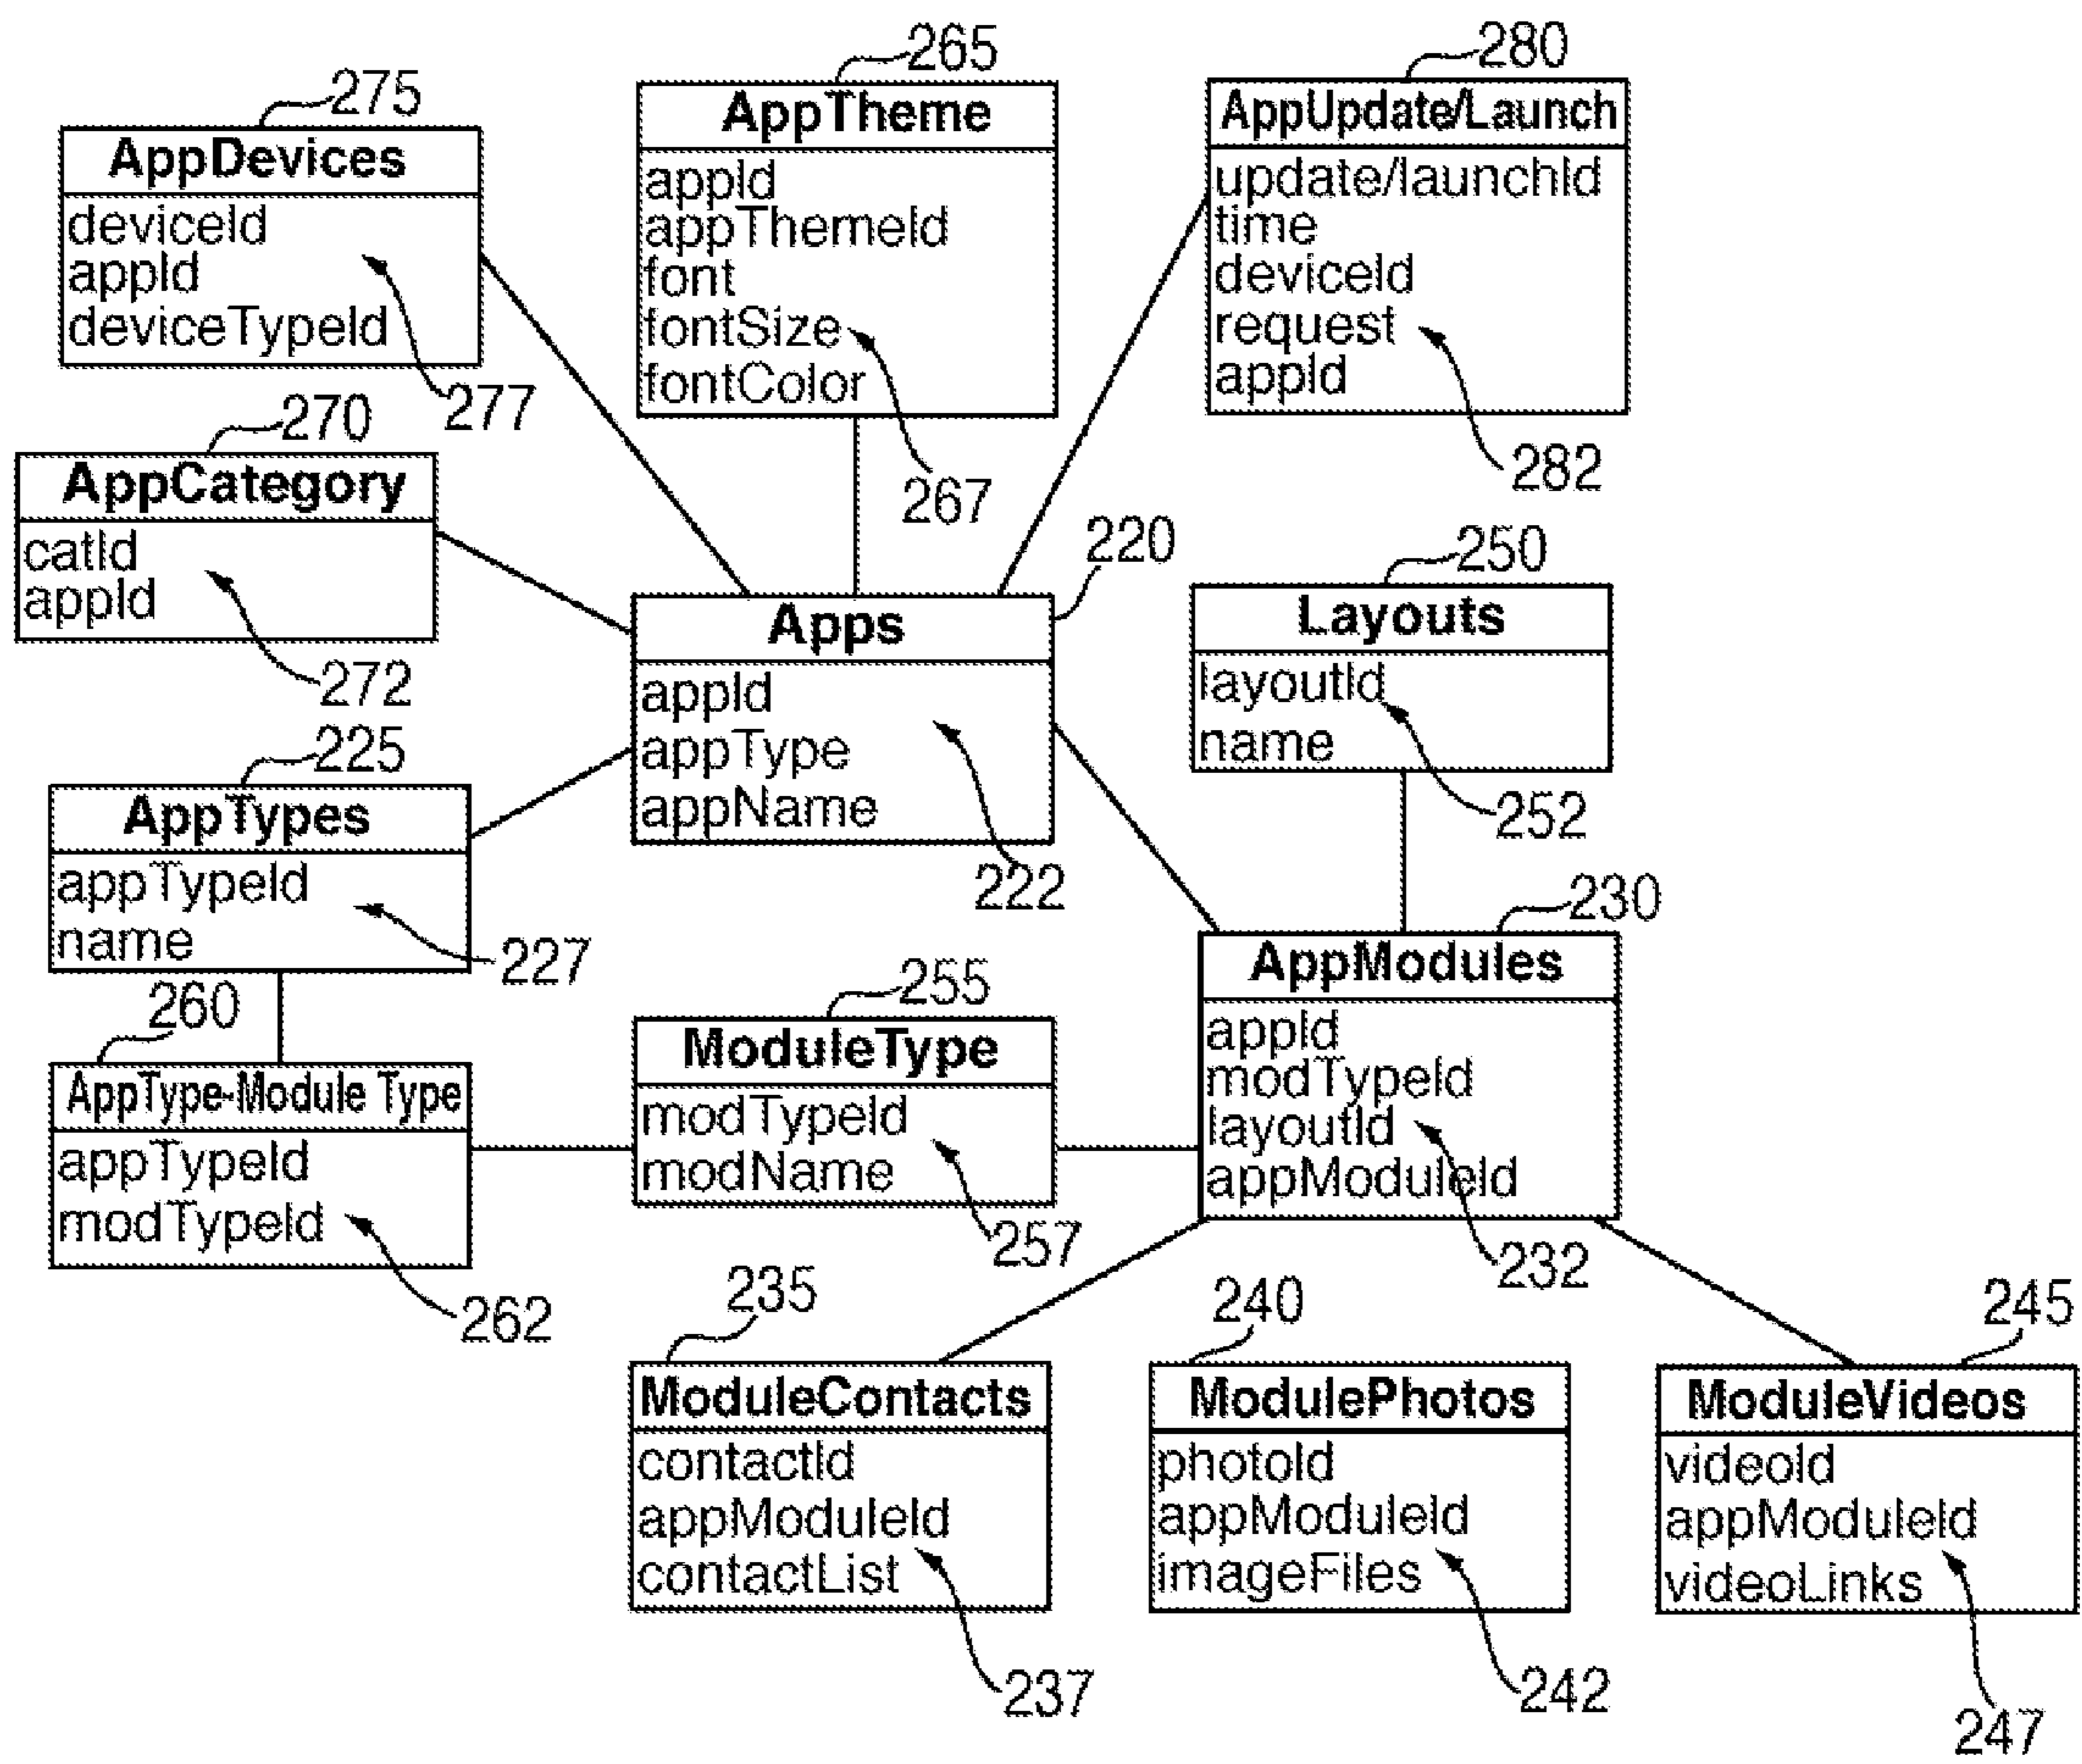 265
AppTheme
appId
appThemeId
font
fontSize
fontColor
267
280
AppUpdate/Launch
update/launchId
time
deviceId
request
appId
282
275
AppDevices
deviceId
appId
deviceTypeId
277
270
AppCategory
catId
appId
272
220
Apps
appId
appType
appName
222
250
Layouts
layoutId
name
252
225
AppTypes
appTypeId
name
227
230
AppModules
appId
modTypeId
layoutId
appModuleId
232
255
ModuleType
modTypeId
modName
257
260
AppType-Module Type
appTypeId
modTypeId
262
235
ModuleContacts
contactId
appModuleId
contactList
237
240
ModulePhotos
photoId
appModuleId
imageFiles
242
245
ModuleVideos
videoId
appModuleId
videoLinks
247